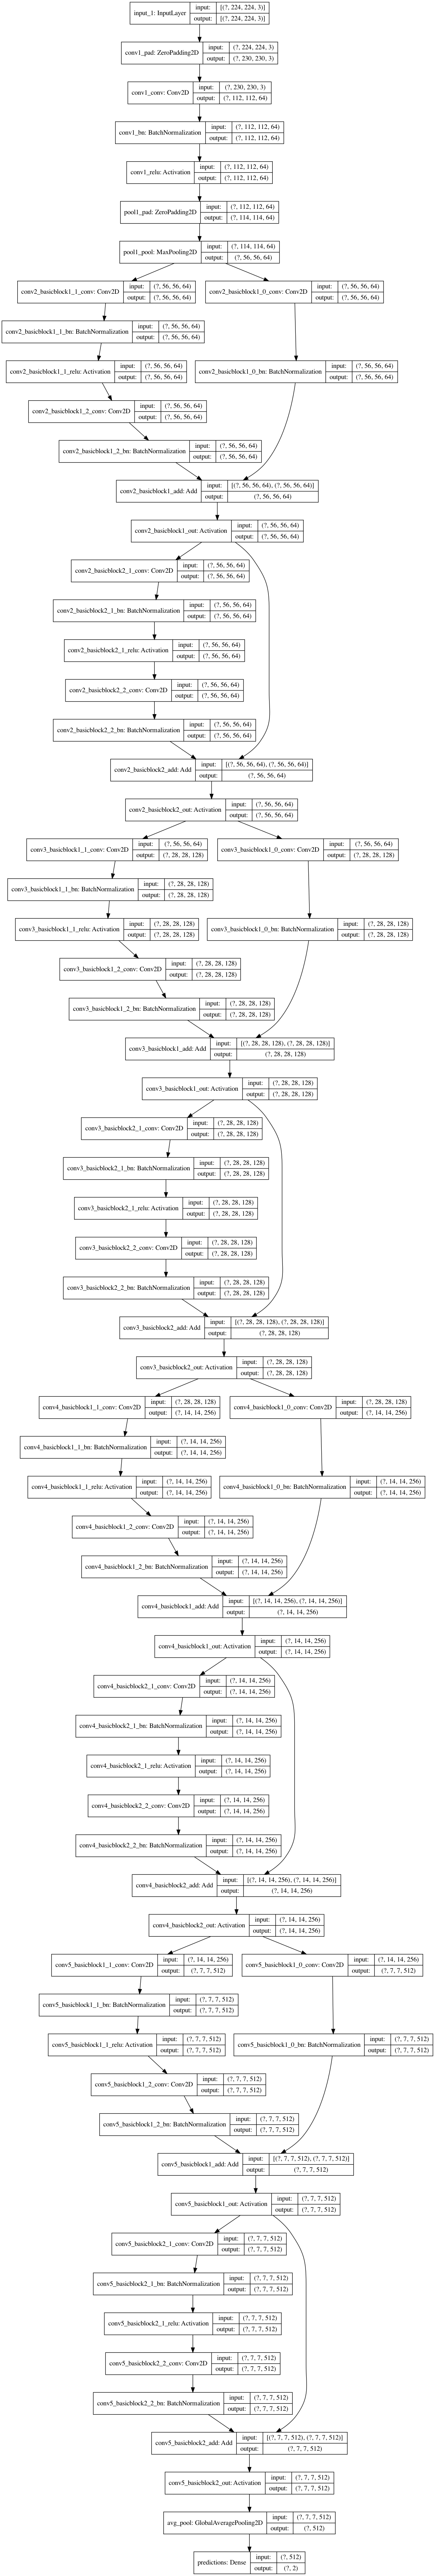 input_1: InputLayer
input: [(?, 224, 224, 3)]
output: [(?, 224, 224, 3)]
conv1_pad: ZeroPadding2D
input: (?, 224, 224, 3)
output: (?, 230, 230, 3)
conv1_conv: Conv2D
input: (?, 230, 230, 3)
output: (?, 112, 112, 64)
conv1_bn: BatchNormalization
input: (?, 112, 112, 64)
output: (?, 112, 112, 64)
conv1_relu: Activation
input: (?, 112, 112, 64)
output: (?, 112, 112, 64)
pool1_pad: ZeroPadding2D
input: (?, 112, 112, 64)
output: (?, 114, 114, 64)
pool1_pool: MaxPooling2D
input: (?, 114, 114, 64)
output: (?, 56, 56, 64)
conv2_basicblock1_1_conv: Conv2D
input: (?, 56, 56, 64)
output: (?, 56, 56, 64)
conv2_basicblock1_0_conv: Conv2D
input: (?, 56, 56, 64)
output: (?, 56, 56, 64)
conv2_basicblock1_1_bn: BatchNormalization
input: (?, 56, 56, 64)
output: (?, 56, 56, 64)
conv2_basicblock1_1_relu: Activation
input: (?, 56, 56, 64)
output: (?, 56, 56, 64)
conv2_basicblock1_0_bn: BatchNormalization
input: (?, 56, 56, 64)
output: (?, 56, 56, 64)
conv2_basicblock1_2_conv: Conv2D
input: (?, 56, 56, 64)
output: (?, 56, 56, 64)
conv2_basicblock1_2_bn: BatchNormalization
input: (?, 56, 56, 64)
output: (?, 56, 56, 64)
conv2_basicblock1_add: Add
input: [(?, 56, 56, 64), (?, 56, 56, 64)]
output: (?, 56, 56, 64)
conv2_basicblock1_out: Activation
input: (?, 56, 56, 64)
output: (?, 56, 56, 64)
conv2_basicblock2_1_conv: Conv2D
input: (?, 56, 56, 64)
output: (?, 56, 56, 64)
conv2_basicblock2_1_bn: BatchNormalization
input: (?, 56, 56, 64)
output: (?, 56, 56, 64)
conv2_basicblock2_1_relu: Activation
input: (?, 56, 56, 64)
output: (?, 56, 56, 64)
conv2_basicblock2_2_conv: Conv2D
input: (?, 56, 56, 64)
output: (?, 56, 56, 64)
conv2_basicblock2_2_bn: BatchNormalization
input: (?, 56, 56, 64)
output: (?, 56, 56, 64)
conv2_basicblock2_add: Add
input: [(?, 56, 56, 64), (?, 56, 56, 64)]
output: (?, 56, 56, 64)
conv2_basicblock2_out: Activation
input: (?, 56, 56, 64)
output: (?, 56, 56, 64)
conv3_basicblock1_1_conv: Conv2D
input: (?, 56, 56, 64)
output: (?, 28, 28, 128)
conv3_basicblock1_0_conv: Conv2D
input: (?, 56, 56, 64)
output: (?, 28, 28, 128)
conv3_basicblock1_1_bn: BatchNormalization
input: (?, 28, 28, 128)
output: (?, 28, 28, 128)
conv3_basicblock1_1_relu: Activation
input: (?, 28, 28, 128)
output: (?, 28, 28, 128)
conv3_basicblock1_0_bn: BatchNormalization
input: (?, 28, 28, 128)
output: (?, 28, 28, 128)
conv3_basicblock1_2_conv: Conv2D
input: (?, 28, 28, 128)
output: (?, 28, 28, 128)
conv3_basicblock1_2_bn: BatchNormalization
input: (?, 28, 28, 128)
output: (?, 28, 28, 128)
conv3_basicblock1_add: Add
input: [(?, 28, 28, 128), (?, 28, 28, 128)]
output: (?, 28, 28, 128)
conv3_basicblock1_out: Activation
input: (?, 28, 28, 128)
output: (?, 28, 28, 128)
conv3_basicblock2_1_conv: Conv2D
input: (?, 28, 28, 128)
output: (?, 28, 28, 128)
conv3_basicblock2_1_bn: BatchNormalization
input: (?, 28, 28, 128)
output: (?, 28, 28, 128)
conv3_basicblock2_1_relu: Activation
input: (?, 28, 28, 128)
output: (?, 28, 28, 128)
conv3_basicblock2_2_conv: Conv2D
input: (?, 28, 28, 128)
output: (?, 28, 28, 128)
conv3_basicblock2_2_bn: BatchNormalization
input: (?, 28, 28, 128)
output: (?, 28, 28, 128)
conv3_basicblock2_add: Add
input: [(?, 28, 28, 128), (?, 28, 28, 128)]
output: (?, 28, 28, 128)
conv3_basicblock2_out: Activation
input: (?, 28, 28, 128)
output: (?, 28, 28, 128)
conv4_basicblock1_1_conv: Conv2D
input: (?, 28, 28, 128)
output: (?, 14, 14, 256)
conv4_basicblock1_0_conv: Conv2D
input: (?, 28, 28, 128)
output: (?, 14, 14, 256)
conv4_basicblock1_1_bn: BatchNormalization
input: (?, 14, 14, 256)
output: (?, 14, 14, 256)
conv4_basicblock1_1_relu: Activation
input: (?, 14, 14, 256)
output: (?, 14, 14, 256)
conv4_basicblock1_0_bn: BatchNormalization
input: (?, 14, 14, 256)
output: (?, 14, 14, 256)
conv4_basicblock1_2_conv: Conv2D
input: (?, 14, 14, 256)
output: (?, 14, 14, 256)
conv4_basicblock1_2_bn: BatchNormalization
input: (?, 14, 14, 256)
output: (?, 14, 14, 256)
conv4_basicblock1_add: Add
input: [(?, 14, 14, 256), (?, 14, 14, 256)]
output: (?, 14, 14, 256)
conv4_basicblock1_out: Activation
input: (?, 14, 14, 256)
output: (?, 14, 14, 256)
conv4_basicblock2_1_conv: Conv2D
input: (?, 14, 14, 256)
output: (?, 14, 14, 256)
conv4_basicblock2_1_bn: BatchNormalization
input: (?, 14, 14, 256)
output: (?, 14, 14, 256)
conv4_basicblock2_1_relu: Activation
input: (?, 14, 14, 256)
output: (?, 14, 14, 256)
conv4_basicblock2_2_conv: Conv2D
input: (?, 14, 14, 256)
output: (?, 14, 14, 256)
conv4_basicblock2_2_bn: BatchNormalization
input: (?, 14, 14, 256)
output: (?, 14, 14, 256)
conv4_basicblock2_add: Add
input: [(?, 14, 14, 256), (?, 14, 14, 256)]
output: (?, 14, 14, 256)
conv4_basicblock2_out: Activation
input: (?, 14, 14, 256)
output: (?, 14, 14, 256)
conv5_basicblock1_1_conv: Conv2D
input: (?, 14, 14, 256)
output: (?, 7, 7, 512)
conv5_basicblock1_0_conv: Conv2D
input: (?, 14, 14, 256)
output: (?, 7, 7, 512)
conv5_basicblock1_1_bn: BatchNormalization
input: (?, 7, 7, 512)
output: (?, 7, 7, 512)
conv5_basicblock1_1_relu: Activation
input: (?, 7, 7, 512)
output: (?, 7, 7, 512)
conv5_basicblock1_0_bn: BatchNormalization
input: (?, 7, 7, 512)
output: (?, 7, 7, 512)
conv5_basicblock1_2_conv: Conv2D
input: (?, 7, 7, 512)
output: (?, 7, 7, 512)
conv5_basicblock1_2_bn: BatchNormalization
input: (?, 7, 7, 512)
output: (?, 7, 7, 512)
conv5_basicblock1_add: Add
input: [(?, 7, 7, 512), (?, 7, 7, 512)]
output: (?, 7, 7, 512)
conv5_basicblock1_out: Activation
input: (?, 7, 7, 512)
output: (?, 7, 7, 512)
conv5_basicblock2_1_conv: Conv2D
input: (?, 7, 7, 512)
output: (?, 7, 7, 512)
conv5_basicblock2_1_bn: BatchNormalization
input: (?, 7, 7, 512)
output: (?, 7, 7, 512)
conv5_basicblock2_1_relu: Activation
input: (?, 7, 7, 512)
output: (?, 7, 7, 512)
conv5_basicblock2_2_conv: Conv2D
input: (?, 7, 7, 512)
output: (?, 7, 7, 512)
conv5_basicblock2_2_bn: BatchNormalization
input: (?, 7, 7, 512)
output: (?, 7, 7, 512)
conv5_basicblock2_add: Add
input: [(?, 7, 7, 512), (?, 7, 7, 512)]
output: (?, 7, 7, 512)
conv5_basicblock2_out: Activation
input: (?, 7, 7, 512)
output: (?, 7, 7, 512)
avg_pool: GlobalAveragePooling2D
input: (?, 7, 7, 512)
output: (?, 512)
predictions: Dense
input: (?, 512)
output: (?, 2)